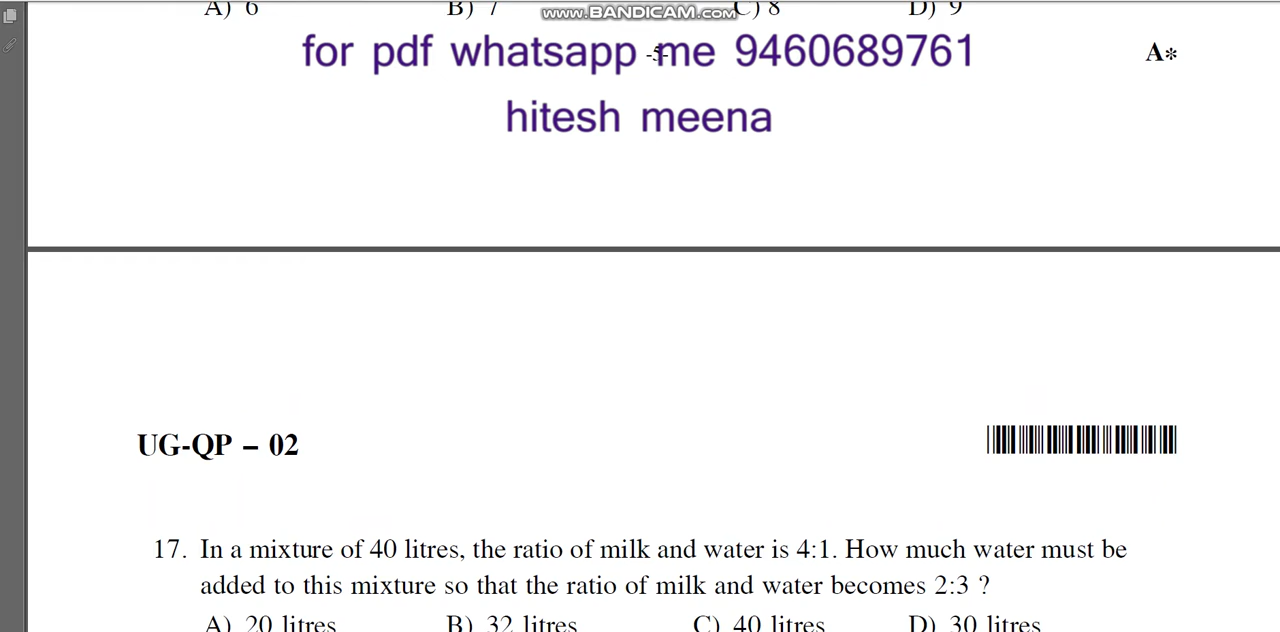 A) 6 B) 7 C) 8 D) 9
www.BANDICAM.com
for pdf whatsapp me 9460689761
-5- A*
hitesh meena
UG-QP – 02
17. In a mixture of 40 litres, the ratio of milk and water is 4:1. How much water must be
added to this mixture so that the ratio of milk and water becomes 2:3 ?
A) 20 litres B) 32 litres C) 40 litres D) 30 litres